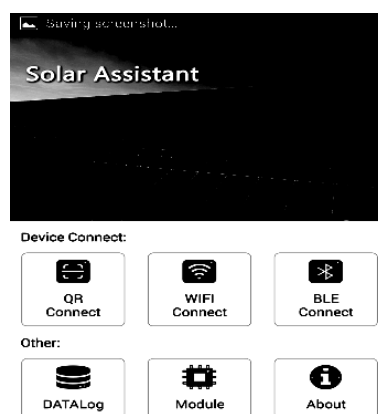 Saving screenshot...
Solar Assistant
Device Connect:
QR
Connect
WIFI
Connect
BLE
Connect
Other:
DATALog
Module
About